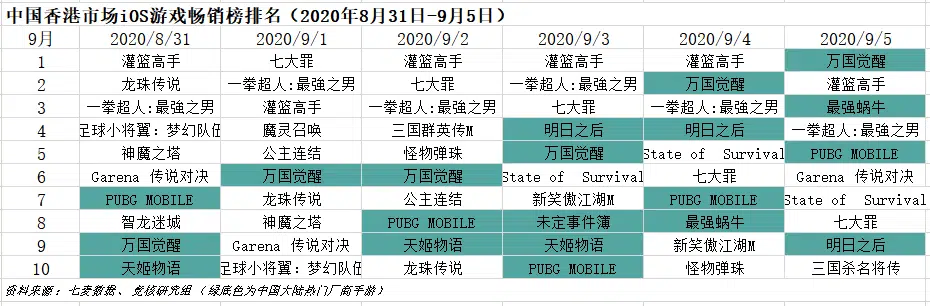 中国香港市场iOS游戏畅销榜排名（2020年8月31日-9月5日）
9月 2020/8/31 2020/9/1 2020/9/2 2020/9/3 2020/9/4 2020/9/5
1 灌篮高手 七大罪 灌篮高手 灌篮高手 灌篮高手 万国觉醒
2 龙珠传说 一拳超人:最強之男 七大罪 一拳超人:最強之男 万国觉醒 灌篮高手
3 一拳超人:最強之男 灌篮高手 一拳超人:最強之男 七大罪 一拳超人:最強之男 最强蜗牛
4 足球小将翼：梦幻队伍 魔灵召唤 三国群英传M 明日之后 明日之后 一拳超人:最強之男
5 神魔之塔 公主连结 怪物弹珠 万国觉醒 State of Survival PUBG MOBILE
6 Garena 传说对决 万国觉醒 万国觉醒 State of Survival 七大罪 Garena 传说对决
7 PUBG MOBILE 龙珠传说 公主连结 新笑傲江湖M PUBG MOBILE State of Survival
8 智龙迷城 神魔之塔 PUBG MOBILE 未定事件簿 最强蜗牛 七大罪
9 万国觉醒 Garena 传说对决 天姬物语 天姬物语 新笑傲江湖M 明日之后
10 天姬物语 足球小将翼：梦幻队伍 龙珠传说 PUBG MOBILE 怪物弹珠 三国杀名将传
资料来源：七麦数据、竞核研究组（绿底色为中国大陆热门厂商手游）